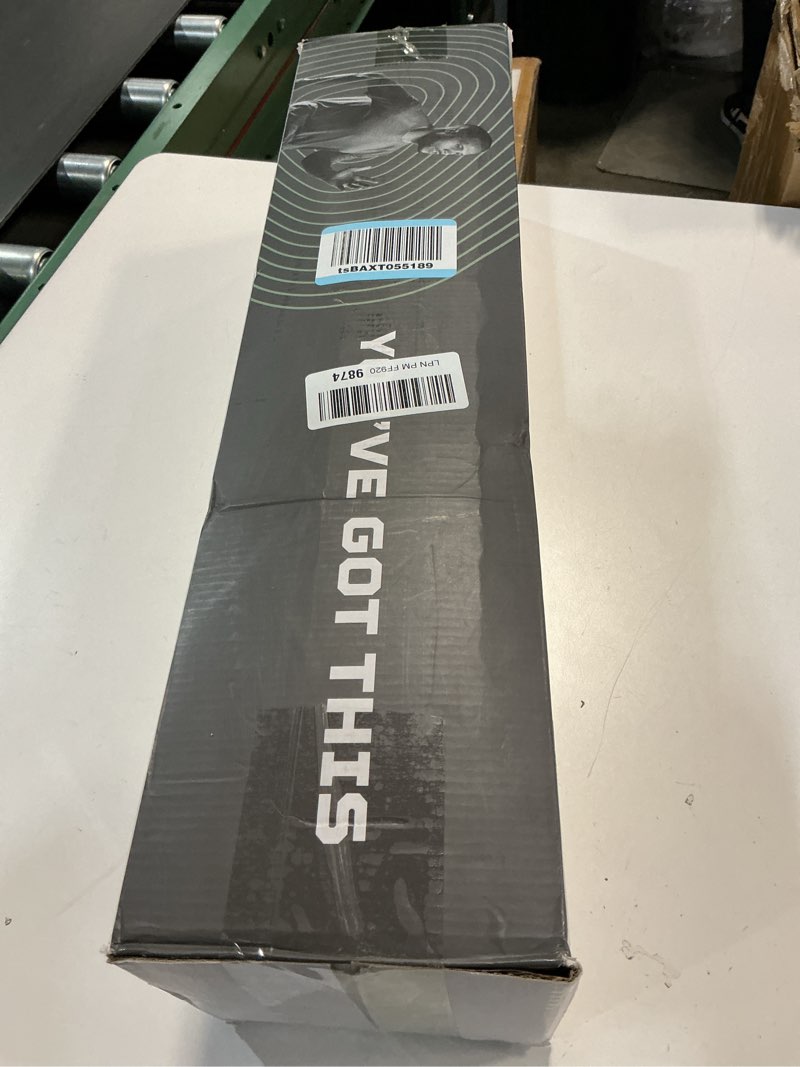 tsBAXT055189
LPN PM FF920 9874
Y 'VE GOT THIS